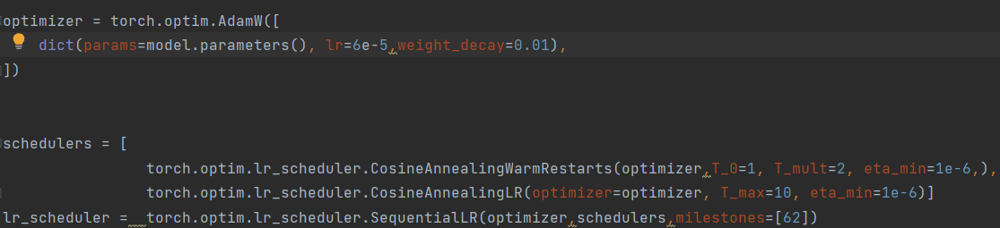 optimizer = torch.optim.AdamW([
    dict(params=model.parameters(), lr=6e-5,weight_decay=0.01),
])
schedulers = [
                torch.optim.lr_scheduler.CosineAnnealingWarmRestarts(optimizer,T_0=1, T_mult=2, eta_min=1e-6,),
                torch.optim.lr_scheduler.CosineAnnealingLR(optimizer=optimizer, T_max=10, eta_min=1e-6)]
lr_scheduler =  torch.optim.lr_scheduler.SequentialLR(optimizer,schedulers,milestones=[62])